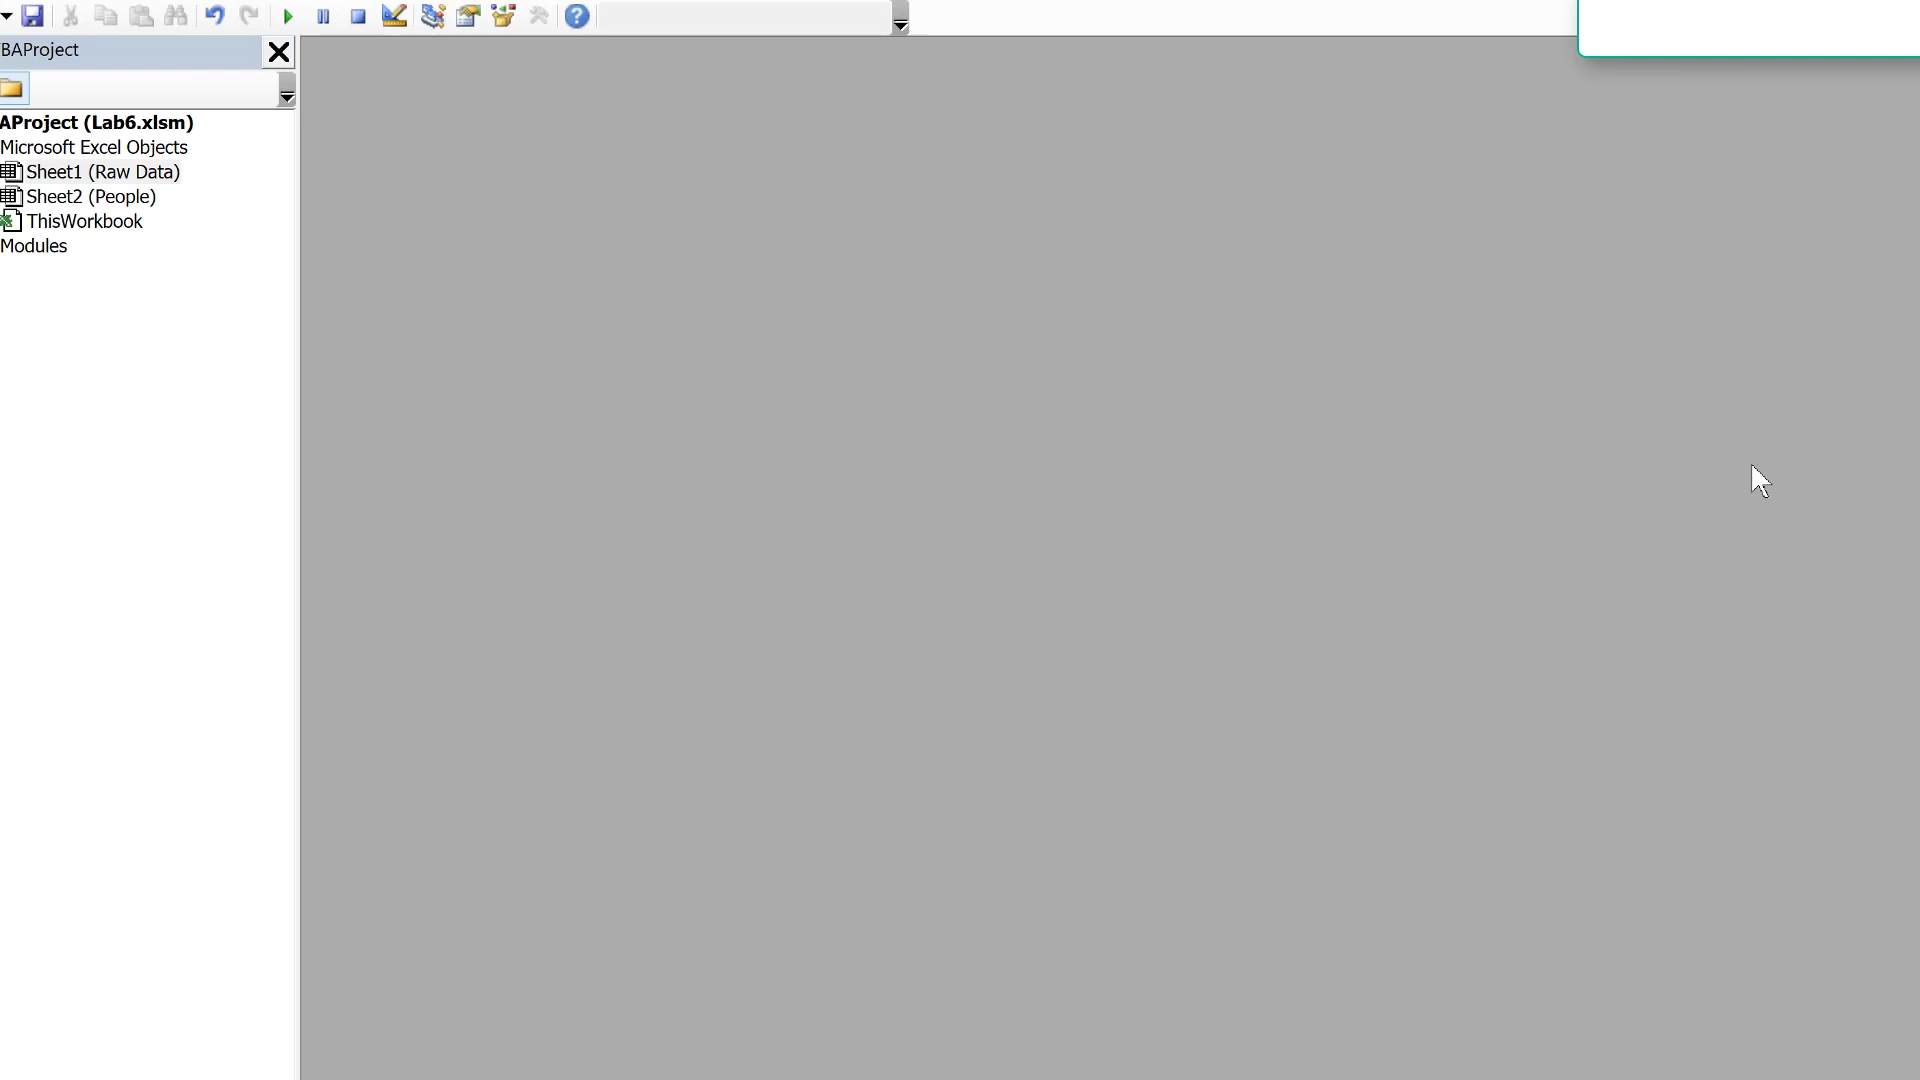 BAProject
AProject (Lab6.xlsm)
Microsoft Excel Objects
Sheet1 (Raw Data)
Sheet2 (People)
ThisWorkbook
Modules